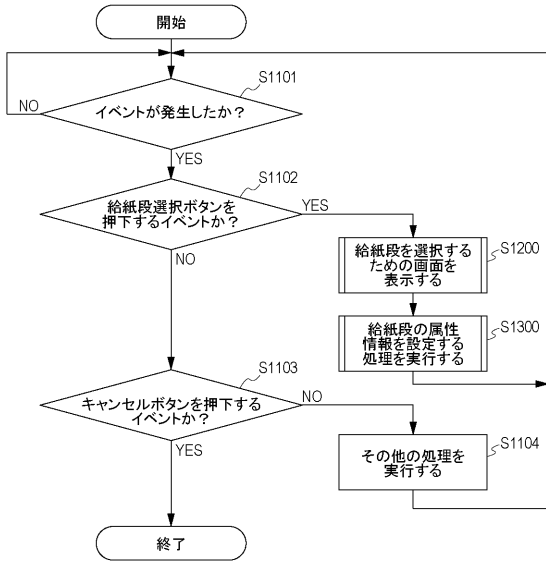 開始
S1101
イベントが発生したか？
NO
YES
S1102
給紙段選択ボタンを
押下するイベントか？
YES
NO
S1200
給紙段を選択する
ための画面を
表示する
S1300
給紙段の属性
情報を設定する
処理を実行する
S1103
キャンセルボタンを押下する
イベントか？
NO
YES
S1104
その他の処理を
実行する
終了